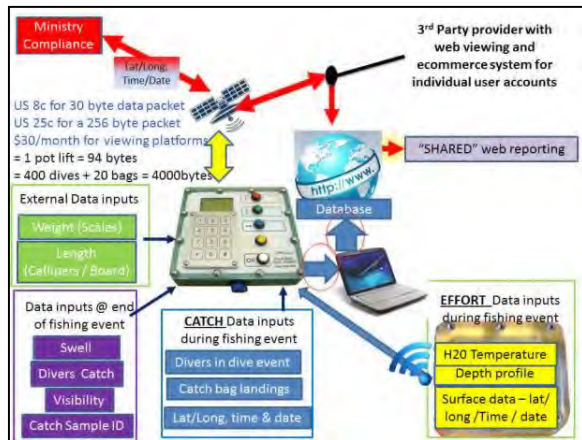 Ministry
Compliance
Lat/Long,
Time/Date
3rd Party provider with
web viewing and
ecommerce system for
individual user accounts
US 8c for 30 byte data packet
US 25c for a 256 byte packet
$30/month for viewing platforms
= 1 pot lift = 94 bytes
= 400 dives + 20 bags = 4000bytes
http://www.
Database
"SHARED" web reporting
External Data inputs
Weight (Scales)
Length
(Callipers / Board)
Data inputs @ end
of fishing event
Swell
Divers Catch
Visibility
Catch Sample ID
CATCH Data inputs
during fishing event
Divers in dive event
Catch bag landings
Lat/Long, time & date
EFFORT Data inputs
during fishing event
H20 Temperature
Depth profile
Surface data – lat/
long /Time / date